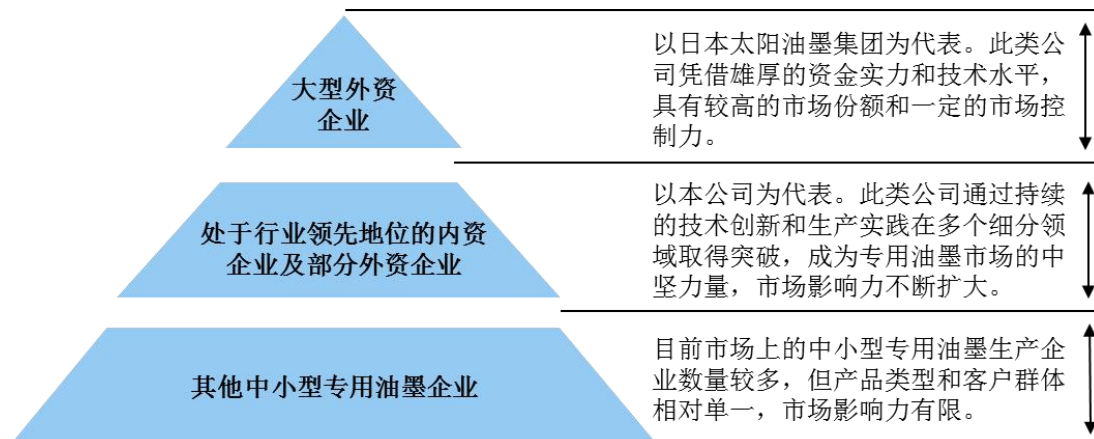 大型外资
企业
以日本太阳油墨集团为代表。此类公
司凭借雄厚的资金实力和技术水平，
具有较高的市场份额和一定的市场控
制力。
处于行业领先地位的内资
企业及部分外资企业
以本公司为代表。此类公司通过持续
的技术创新和生产实践在多个细分领
域取得突破，成为专用油墨市场的中
坚力量，市场影响力不断扩大。
其他中小型专用油墨企业
目前市场上的中小型专用油墨生产企
业数量较多，但产品类型和客户群体
相对单一，市场影响力有限。